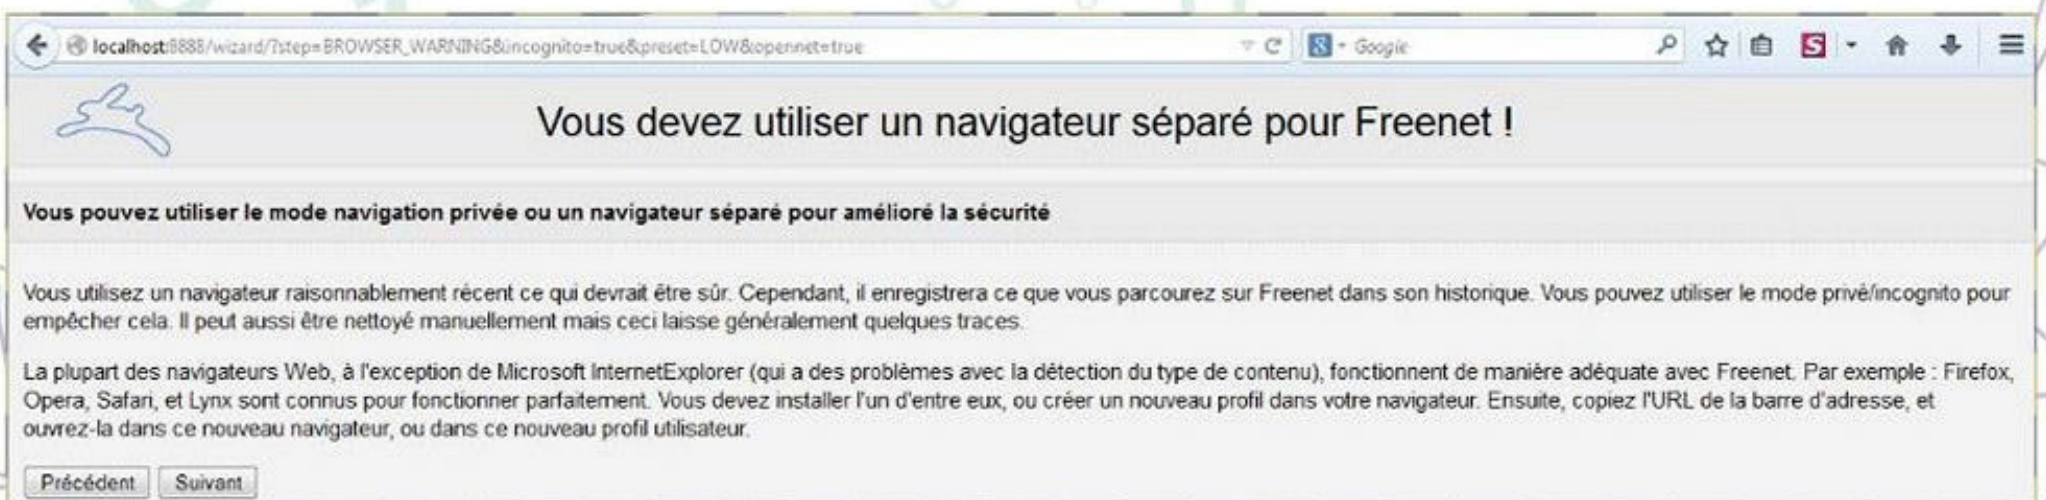 localhost:8888/wizard/?step=BROWSER_WARNING&incognito=true&preset=LOW&opennet=true
8 - Google
S
Vous devez utiliser un navigateur séparé pour Freenet !
Vous pouvez utiliser le mode navigation privée ou un navigateur séparé pour amélioré la sécurité
Vous utilisez un navigateur raisonnablement récent ce qui devrait être sûr. Cependant, il enregistrera ce que vous parcourez sur Freenet dans son historique. Vous pouvez utiliser le mode privé/incognito pour
empêcher cela. Il peut aussi être nettoyé manuellement mais ceci laisse généralement quelques traces.
La plupart des navigateurs Web, à l'exception de Microsoft InternetExplorer (qui a des problèmes avec la détection du type de contenu), fonctionnent de manière adéquate avec Freenet. Par exemple : Firefox,
Opera, Safari, et Lynx sont connus pour fonctionner parfaitement. Vous devez installer l'un d'entre eux, ou créer un nouveau profil dans votre navigateur. Ensuite, copiez l'URL de la barre d'adresse, et
ouvrez-la dans ce nouveau navigateur, ou dans ce nouveau profil utilisateur.
Précédent Suivant